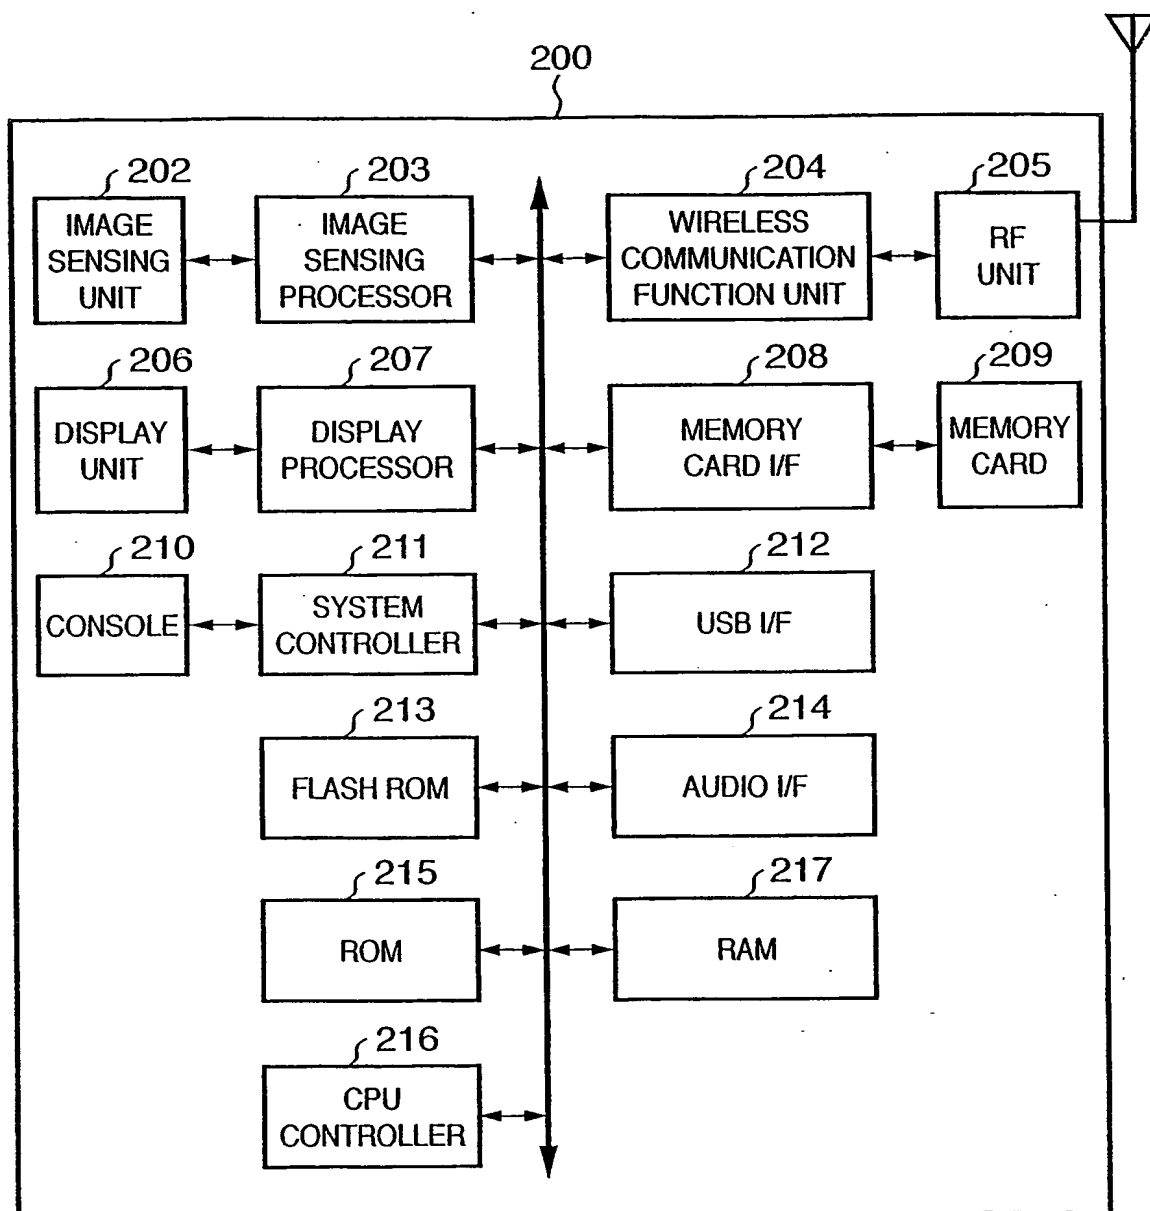 200
202
IMAGE
SENSING
UNIT
203
IMAGE
SENSING
PROCESSOR
204
WIRELESS
COMMUNICATION
FUNCTION UNIT
205
RF
UNIT
206
DISPLAY
UNIT
207
DISPLAY
PROCESSOR
208
MEMORY
CARD I/F
209
MEMORY
CARD
210
CONSOLE
211
SYSTEM
CONTROLLER
212
USB I/F
213
FLASH ROM
214
AUDIO I/F
215
ROM
217
RAM
216
CPU
CONTROLLER